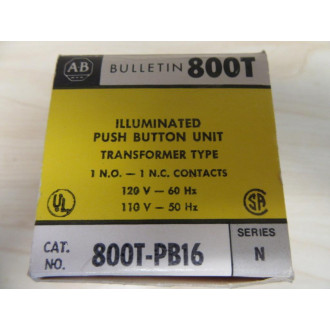 AB BULLETIN 800T
ILLUMINATED
PUSH BUTTON UNIT
TRANSFORMER TYPE
1 N.O. — 1 N.C. CONTACTS
120 V — 60 Hz
110 V — 50 Hz
UL SA
CAT. NO. 800T-PB16 SERIES N